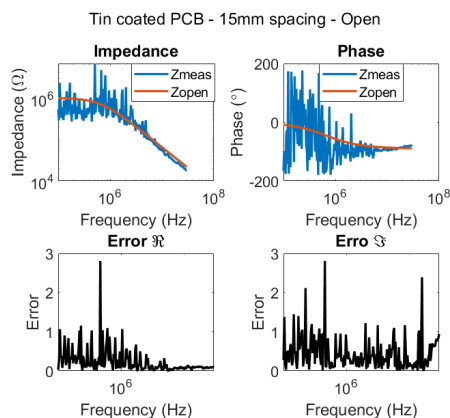 Tin coated PCB - 15mm spacing - Open
Impedance
Zmeas
Zopen
10^6
10^4
Impedance (Ω)
10^6
10^8
Frequency (Hz)
Phase
Zmeas
Zopen
200
0
-200
Phase (°)
10^6
10^8
Frequency (Hz)
Error ℜ
3
2
1
0
Error
10^6
Frequency (Hz)
Erro ℑ
3
2
1
0
Error
10^6
Frequency (Hz)